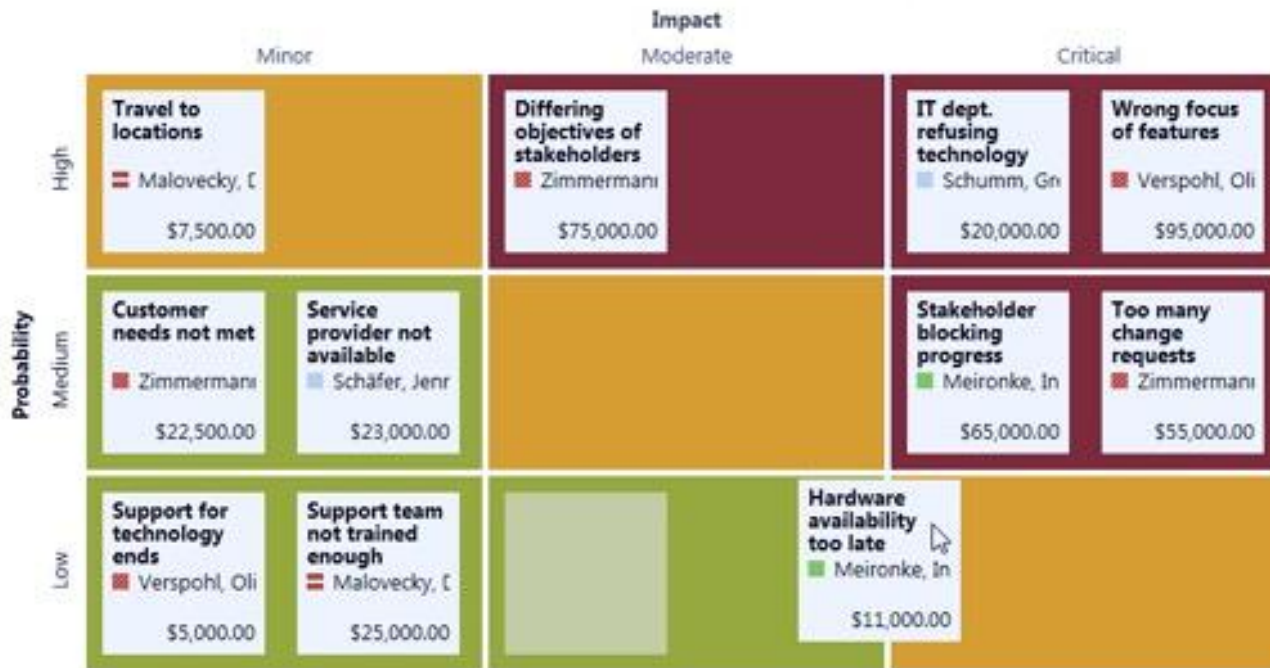 Impact
Minor
Moderate
Critical
Probability
High
Travel to
locations
Malovecky, D
$7,500.00
Differing
objectives of
stakeholders
Zimmermann
$75,000.00
IT dept.
refusing
technology
Schumm, Gr
$20,000.00
Wrong focus
of features
Verspohl, Oli
$95,000.00
Medium
Customer
needs not met
Zimmermann
$22,500.00
Service
provider not
available
Schäfer, Jenr
$23,000.00
Stakeholder
blocking
progress
Meironke, In
$65,000.00
Too many
change
requests
Zimmermann
$55,000.00
Low
Support for
technology
ends
Verspohl, Oli
$5,000.00
Support team
not trained
enough
Malovecky, D
$25,000.00
Hardware
availability
too late
Meironke, In
$11,000.00